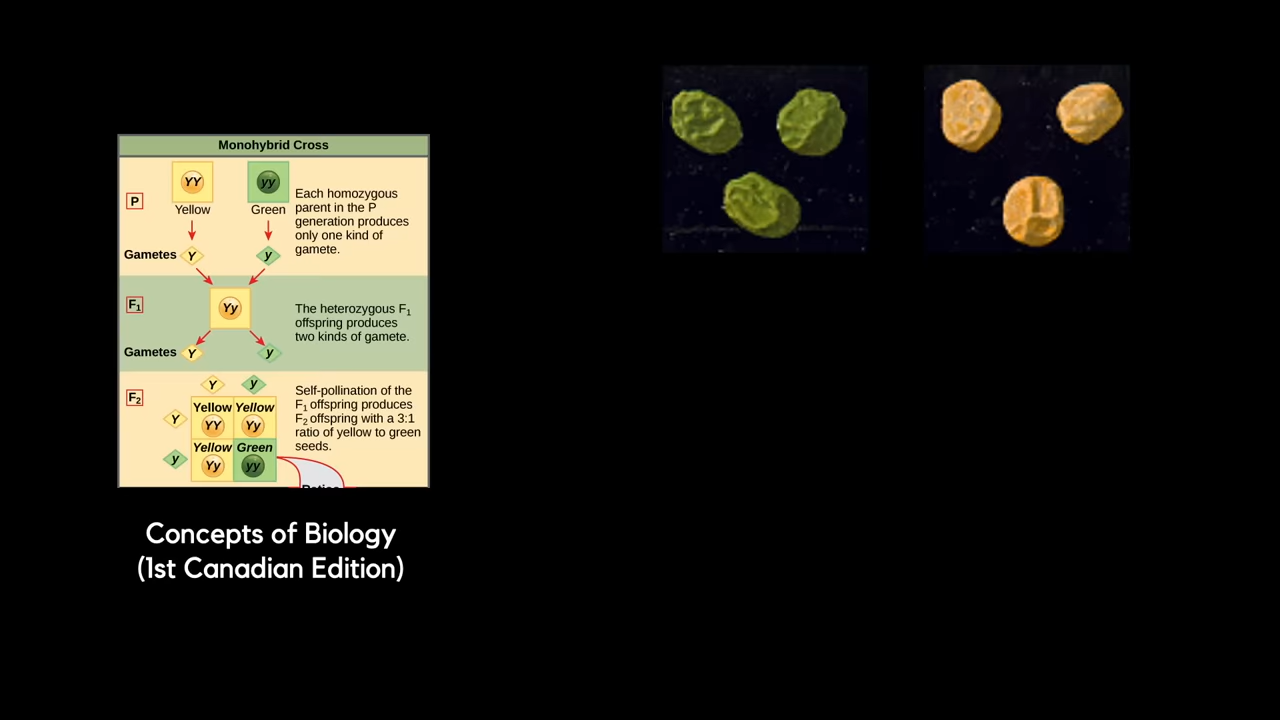 Monohybrid Cross
P
YY
yy
Yellow
Green
Each homozygous
parent in the P
generation produces
only one kind of
gamete.
Gametes
Y
y
F1
Yy
The heterozygous F1
offspring produces
two kinds of gamete.
Gametes
Y
y
F2
Y
y
Y
y
Yellow
Yellow
YY
Yy
Yellow
Green
Yy
yy
Self-pollination of the
F1 offspring produces
F2 offspring with a 3:1
ratio of yellow to green
seeds.
Concepts of Biology
(1st Canadian Edition)